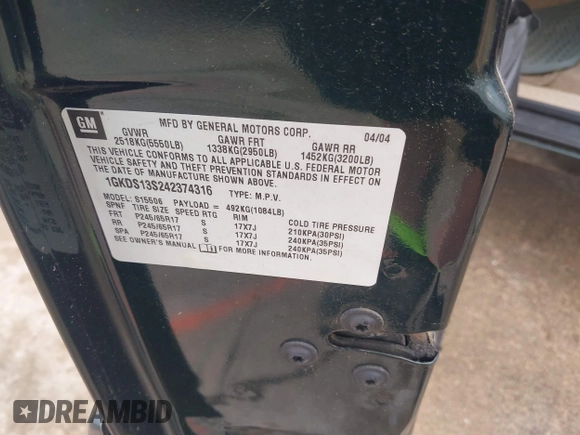 GM
MFD BY GENERAL MOTORS CORP. 04/04
GVWR GAWR FRT GAWR RR
2518KG(5550LB) 1338KG(2950LB) 1452KG(3200LB)
THIS VEHICLE CONFORMS TO ALL APPLICABLE U.S. FEDERAL MOTOR
VEHICLE SAFETY AND THEFT PREVENTION STANDARDS IN EFFECT ON
THE DATE OF MANUFACTURE SHOWN ABOVE.
1GKDS13S242374316 TYPE: M.P.V.
MODEL: S15506 PAYLOAD = 492KG(1084LB)
SPNF TIRE SIZE SPEED RTG RIM COLD TIRE PRESSURE
FRT P245/65R17 S 17X7J 210KPA(30PSI)
RR P245/65R17 S 17X7J 240KPA(35PSI)
SPA P245/65R17 S 17X7J 240KPA(35PSI)
SEE OWNER'S MANUAL FOR MORE INFORMATION.
DREAMBID